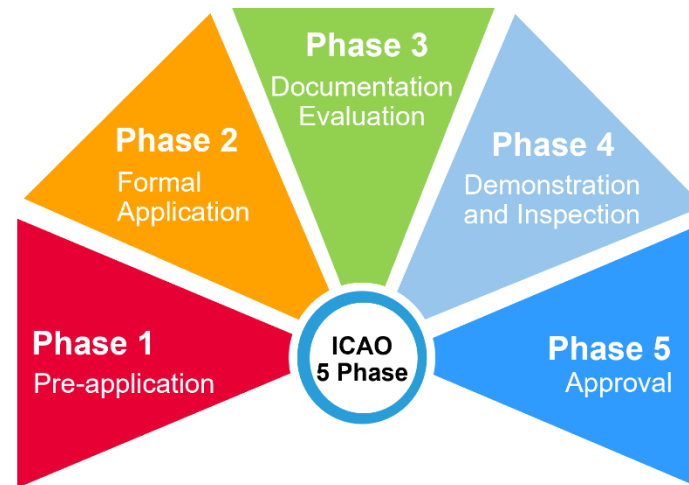 Phase 1
Pre-application
Phase 2
Formal
Application
Phase 3
Documentation
Evaluation
Phase 4
Demonstration
and Inspection
Phase 5
Approval
ICAO
5 Phase